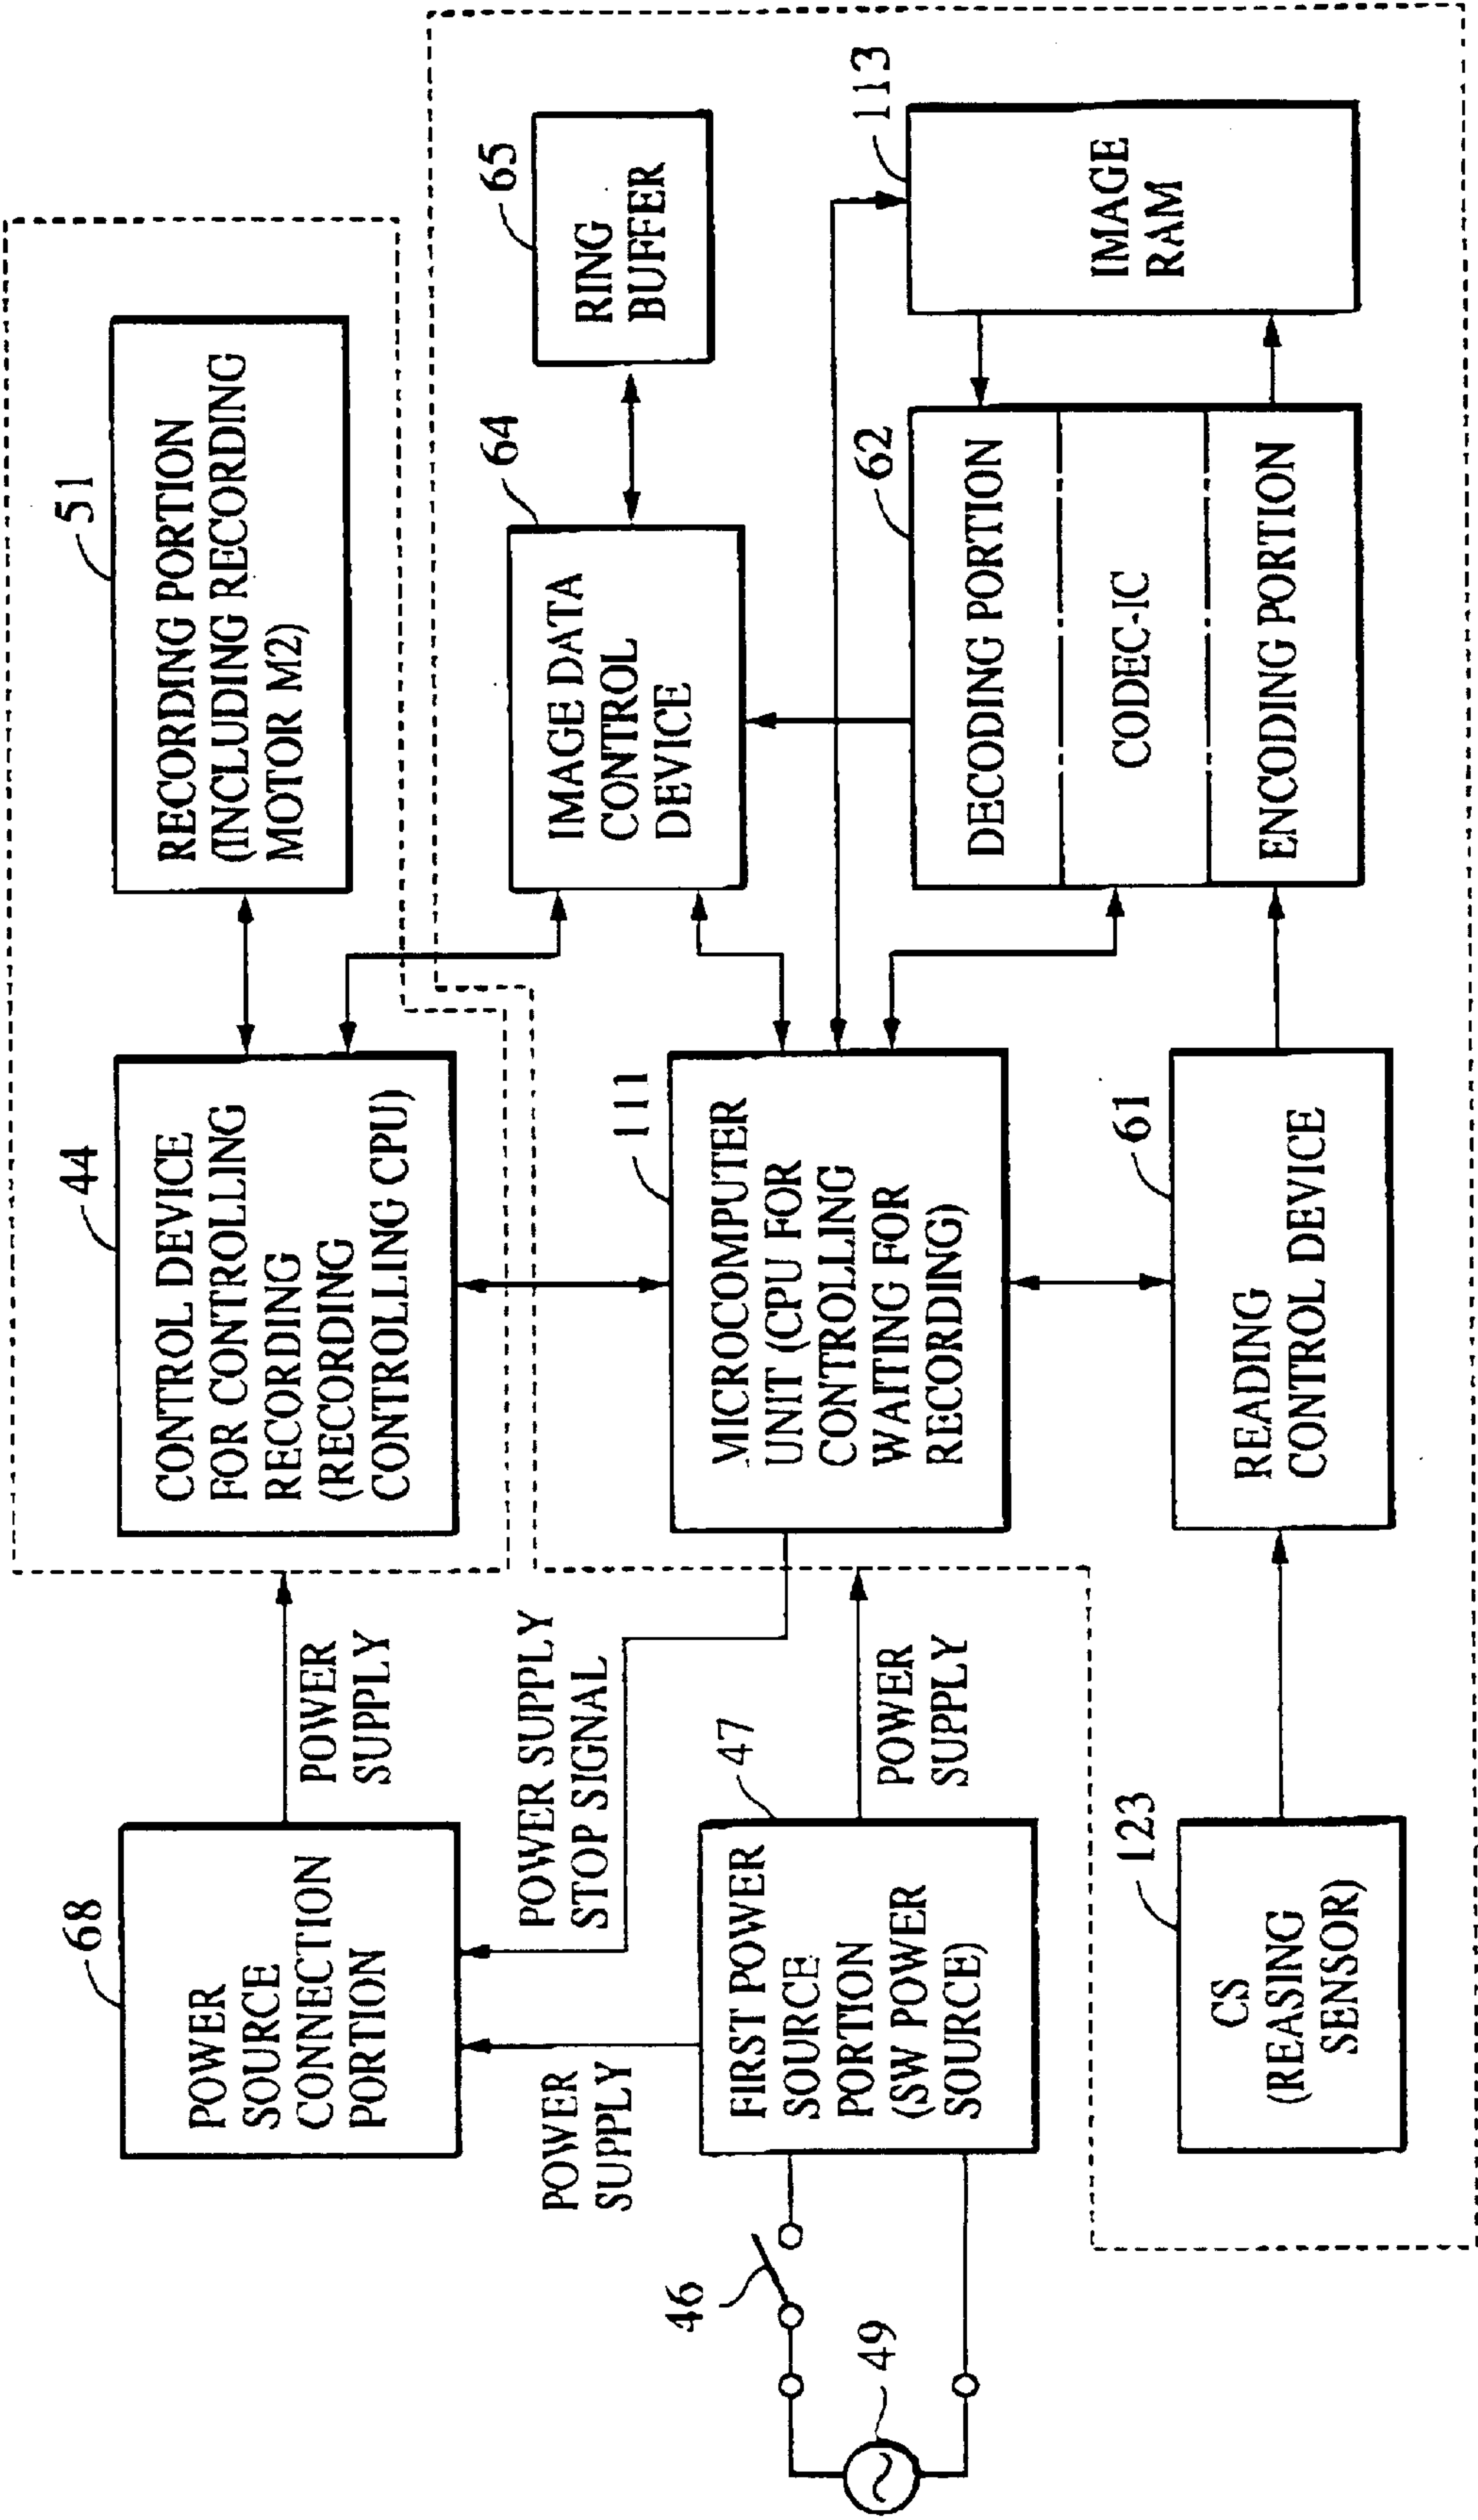 68
POWER
SOURCE
CONNECTION
PORTION
POWER
SUPPLY
44
CONTROL DEVICE
FOR CONTROLLING
RECORDING
(RECORDING
CONTROLLING CPU)
51
RECORDING PORTION
(INCLUDING RECORDING
MOTOR M2)
POWER
SUPPLY
POWER SUPPLY
STOP SIGNAL
64
IMAGE DATA
CONTROL
DEVICE
65
RING
BUFFER
46
49
47
FIRST POWER
SOURCE
PORTION
(SW POWER
SOURCE)
POWER
SUPPLY
111
MICROCOMPUTER
UNIT (CPU FOR
CONTROLLING
WAITING FOR
RECORDING)
62
DECODING PORTION
CODEC-IC
ENCODING PORTION
113
IMAGE
RAM
123
CS
(REASING
SENSOR)
61
READING
CONTROL DEVICE